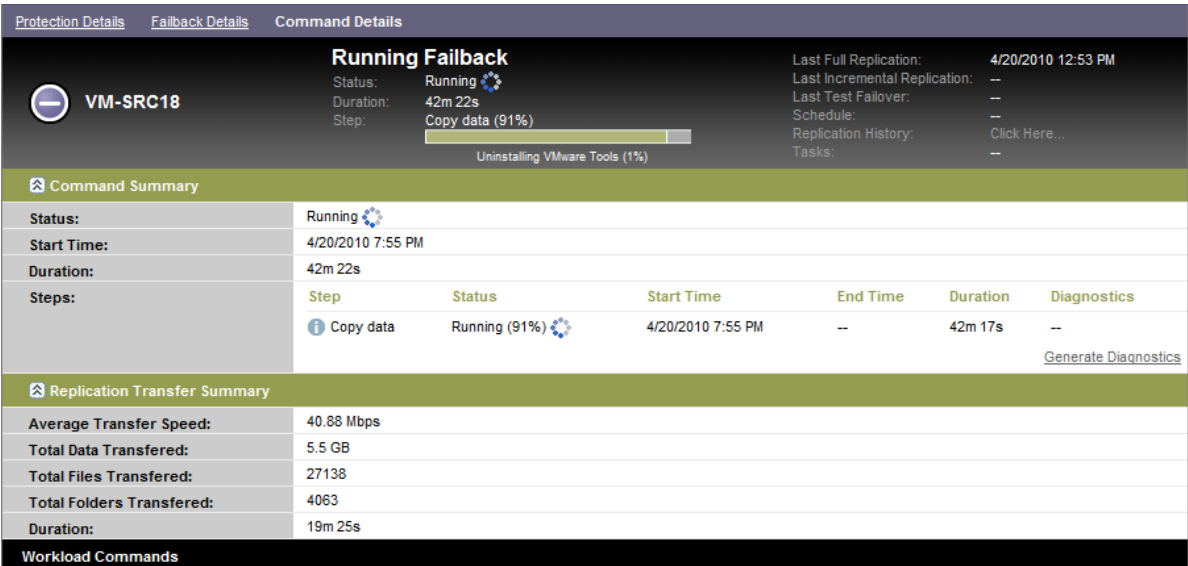 Protection Details Failback Details Command Details
VM-SRC18
Running Failback
Status: Running
Duration: 42m 22s
Step: Copy data (91%)
Uninstalling VMware Tools (1%)
Last Full Replication: 4/20/2010 12:53 PM
Last Incremental Replication: --
Last Test Failover: --
Schedule: --
Replication History: Click Here...
Tasks: --
Command Summary
Status: Running
Start Time: 4/20/2010 7:55 PM
Duration: 42m 22s
Steps: Step Status Start Time End Time Duration Diagnostics
Copy data Running (91%) 4/20/2010 7:55 PM -- 42m 17s --
Generate Diagnostics
Replication Transfer Summary
Average Transfer Speed: 40.88 Mbps
Total Data Transfered: 5.5 GB
Total Files Transfered: 27138
Total Folders Transfered: 4063
Duration: 19m 25s
Workload Commands